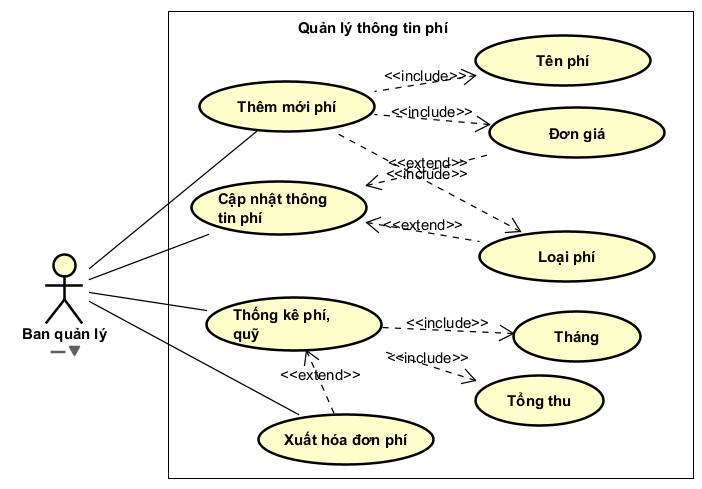 Quản lý thông tin phí
Tên phí
<<include>>
Thêm mới phí
<<include>>
Đơn giá
<<extend>>
<<include>>
Cập nhật thông
tin phí
<<extend>>
Loại phí
Thống kê phí,
quỹ
<<include>>
Tháng
Ban quản lý
<<include>>
<<extend>>
Tổng thu
Xuất hóa đơn phí